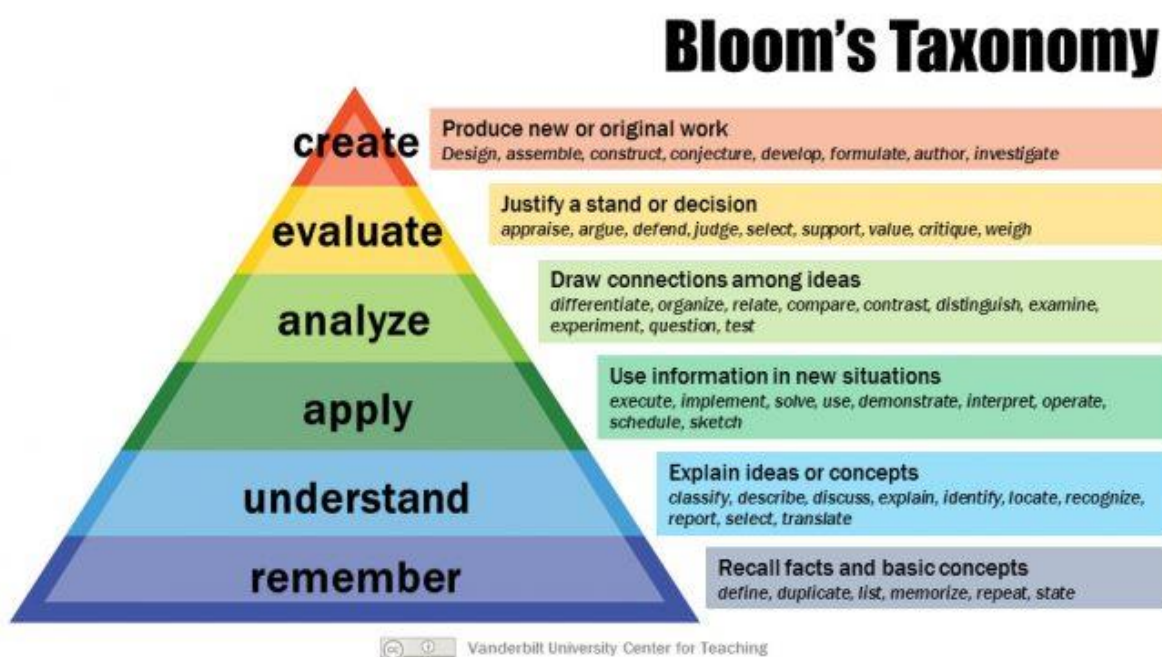 Bloom's Taxonomy
create
Produce new or original work
Design, assemble, construct, conjecture, develop, formulate, author, investigate
evaluate
Justify a stand or decision
appraise, argue, defend, judge, select, support, value, critique, weigh
analyze
Draw connections among ideas
differentiate, organize, relate, compare, contrast, distinguish, examine,
experiment, question, test
apply
Use information in new situations
execute, implement, solve, use, demonstrate, interpret, operate,
schedule, sketch
understand
Explain ideas or concepts
classify, describe, discuss, explain, identify, locate, recognize,
report, select, translate
remember
Recall facts and basic concepts
define, duplicate, list, memorize, repeat, state
cc Vanderbilt University Center for Teaching